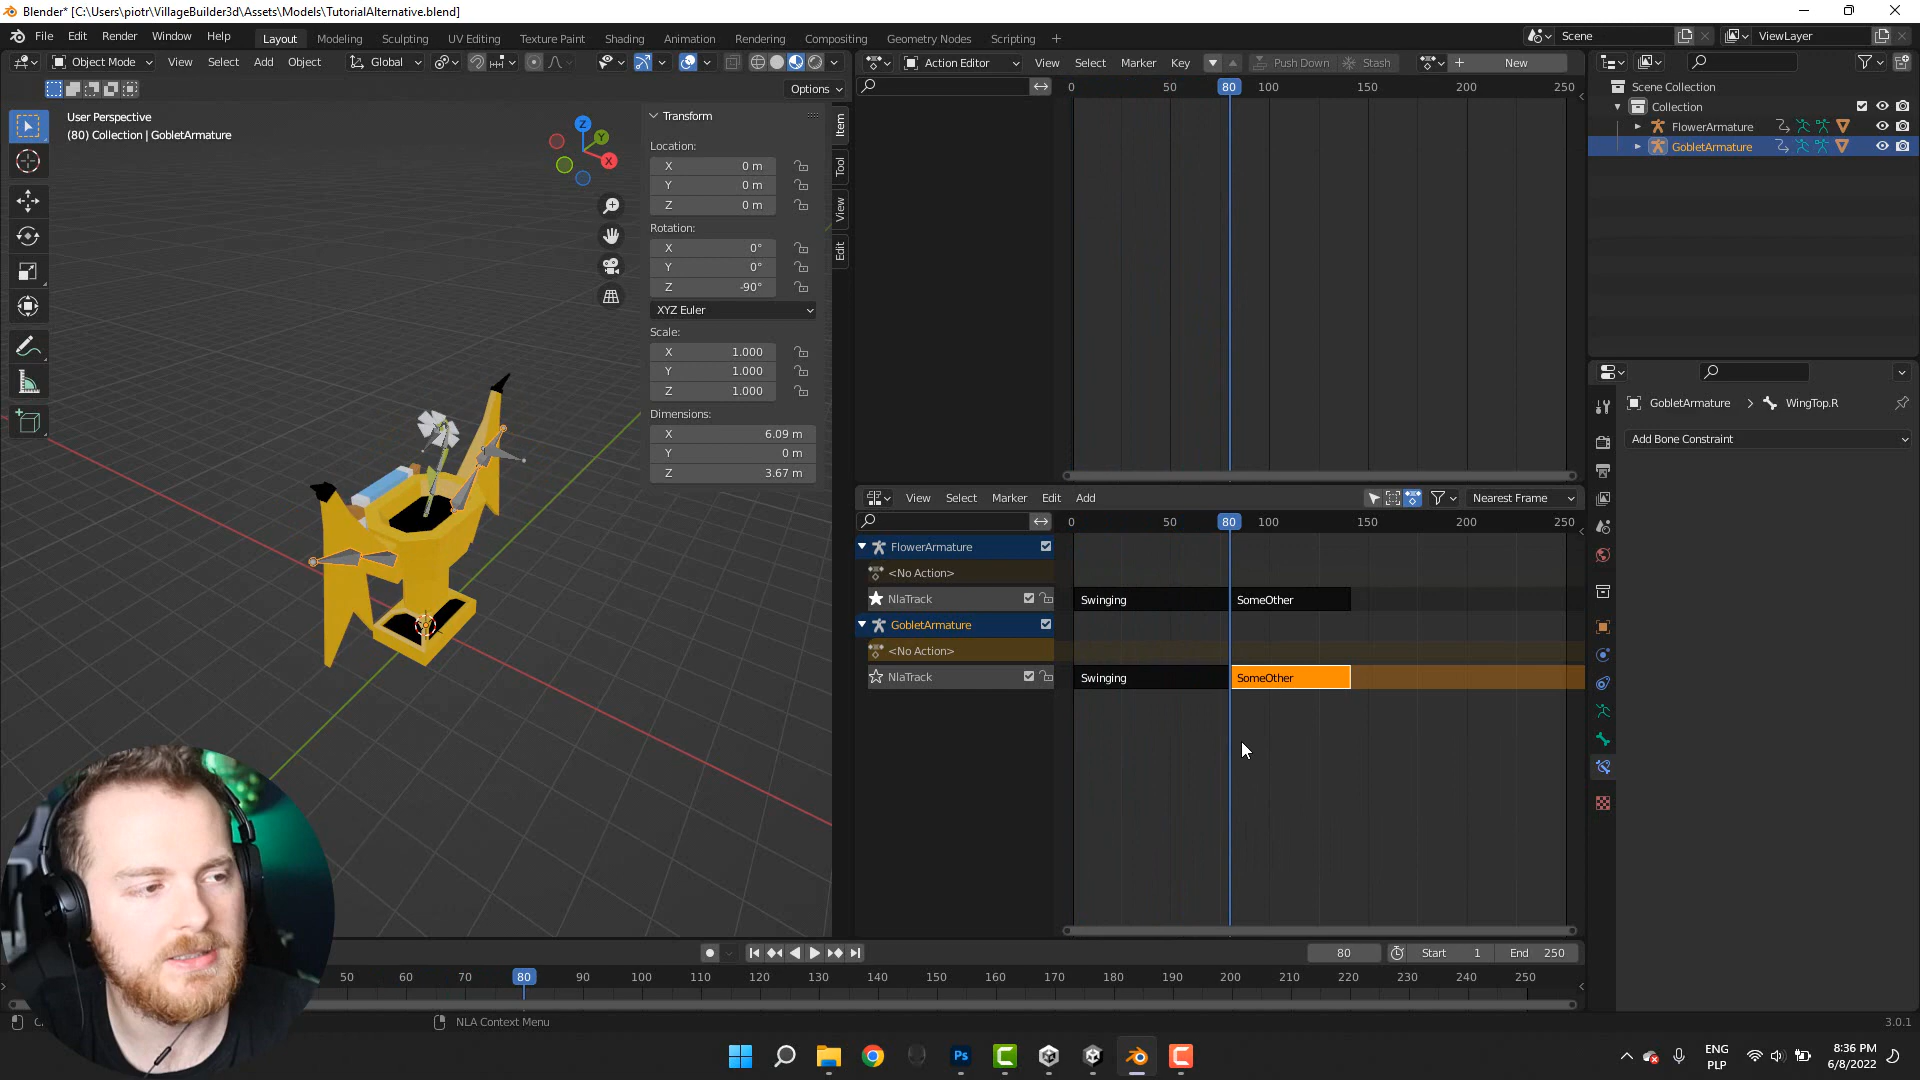 Blender* [C:\Users\piotr\VillageBuilder3d\Assets\Models\TutorialAlternative.blend]
File Edit Render Window Help Layout Modeling Sculpting UV Editing Texture Paint Shading Animation Rendering Compositing Geometry Nodes Scripting + Scene ViewLayer
Object Mode View Select Add Object Global
Options
User Perspective
(80) Collection | GobletArmature
Z Y X
Transform
Location:
X 0 m
Y 0 m
Z 0 m
Rotation:
X 0°
Y 0°
Z -90°
XYZ Euler
Scale:
X 1.000
Y 1.000
Z 1.000
Dimensions:
X 6.09 m
Y 0 m
Z 3.67 m
Item
Tool
View
Edit
Action Editor View Select Marker Key Push Down Stash + New
0 50 80 100 150 200 250
View Select Marker Edit Add Nearest Frame
0 50 80 100 150 200 250
FlowerArmature
<No Action>
NlaTrack Swinging SomeOther
GobletArmature
<No Action>
NlaTrack Swinging SomeOther
Scene Collection
Collection
FlowerArmature
GobletArmature
GobletArmature > WingTop.R
Add Bone Constraint
80 Start 1 End 250
50 60 70 80 90 100 110 120 130 140 150 160 170 180 190 200 210 220 230 240 250
NLA Context Menu 3.0.1
Ps
ENG
PLP
8:36 PM
6/8/2022